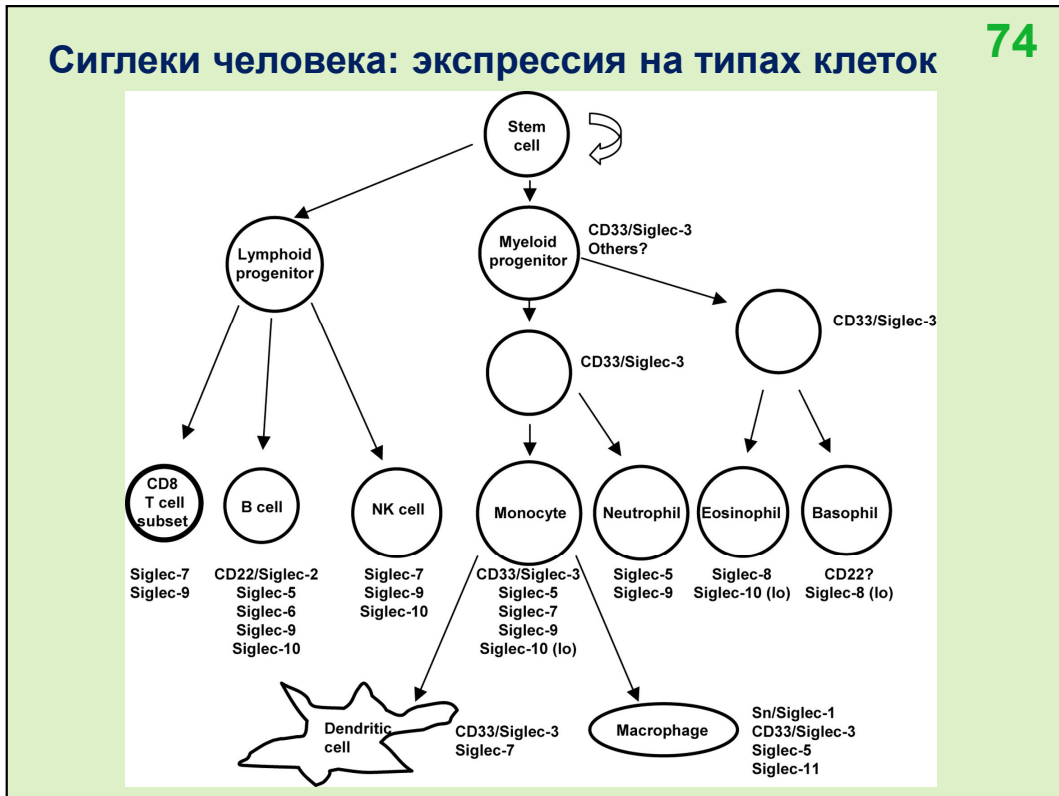 74
Сиглеки человека: экспрессия на типах клеток
Stem
cell
Lymphoid
progenitor
Myeloid
progenitor
CD33/Siglec-3
Others?
CD33/Siglec-3
CD33/Siglec-3
CD8
T cell
subset
B cell
NK cell
Monocyte
Neutrophil
Eosinophil
Basophil
Siglec-7
Siglec-9
CD22/Siglec-2
Siglec-5
Siglec-6
Siglec-9
Siglec-10
Siglec-7
Siglec-9
Siglec-10
CD33/Siglec-3
Siglec-5
Siglec-7
Siglec-9
Siglec-10 (lo)
Siglec-5
Siglec-9
Siglec-8
Siglec-10 (lo)
CD22?
Siglec-8 (lo)
Dendritic
cell
CD33/Siglec-3
Siglec-7
Macrophage
Sn/Siglec-1
CD33/Siglec-3
Siglec-5
Siglec-11